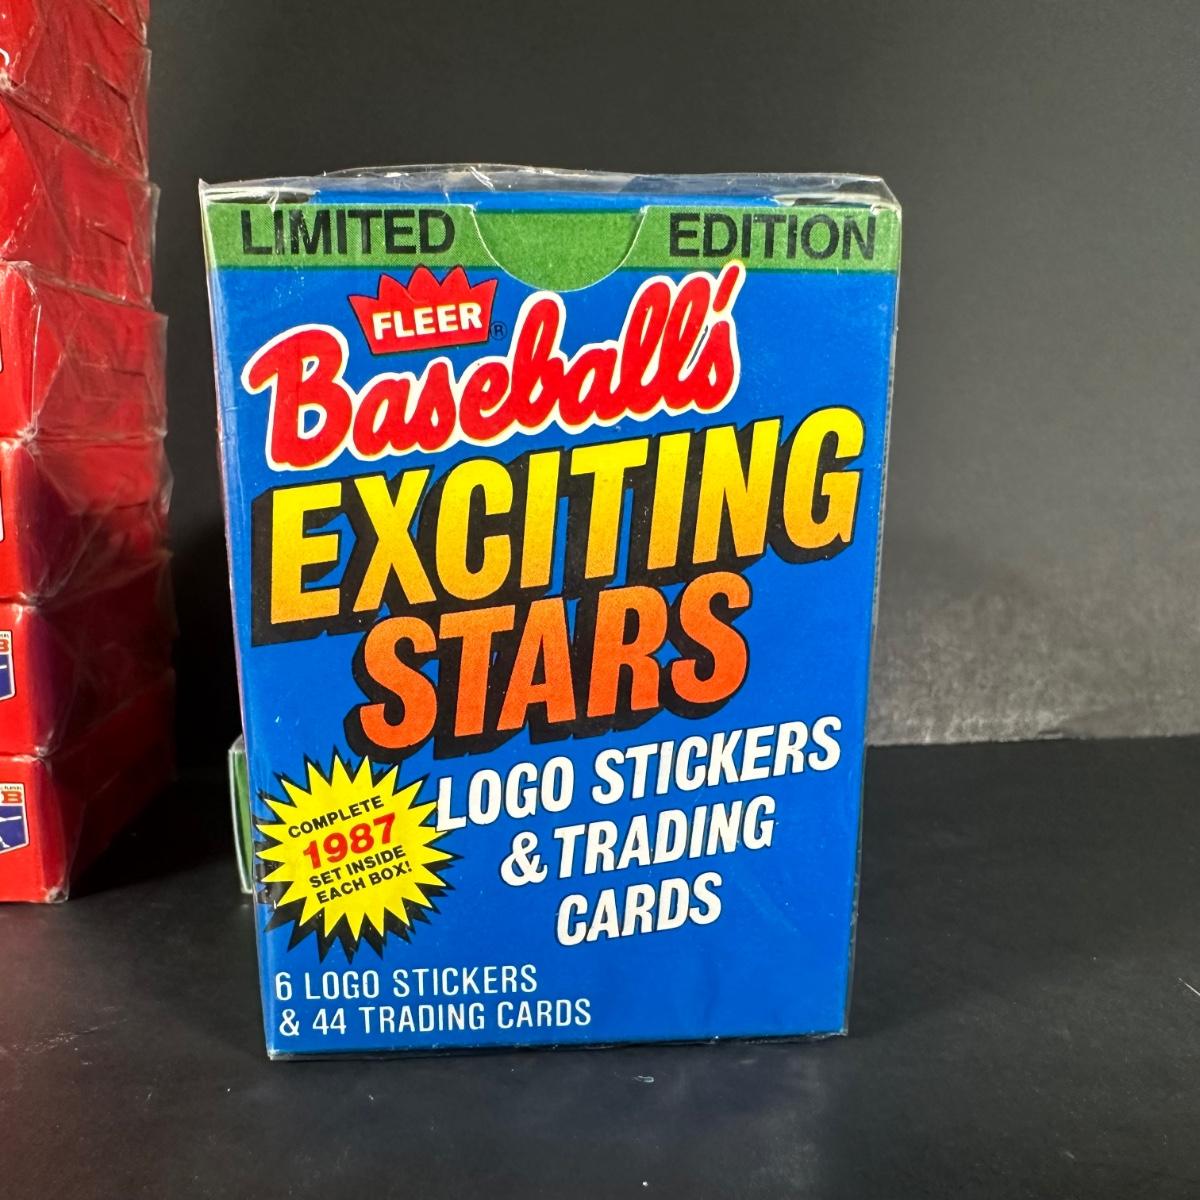 LIMITED EDITION
FLEER ®
Baseball's
EXCITING
STARS
LOGO STICKERS
& TRADING
CARDS
COMPLETE
1987
SET INSIDE
EACH BOX!
6 LOGO STICKERS
& 44 TRADING CARDS